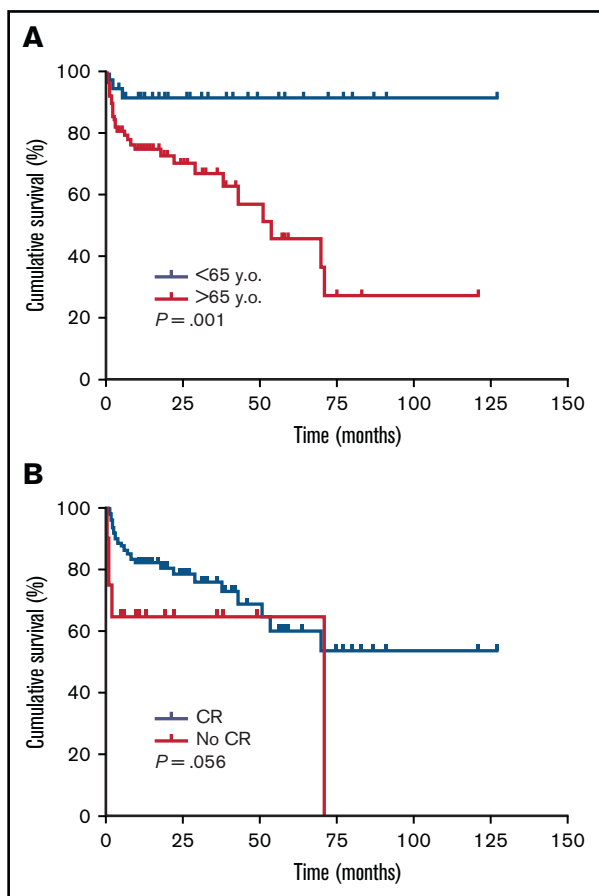 A
Cumulative survival (%)
100
80
60
40
20
0
<65 y.o.
>65 y.o.
P = .001
0 25 50 75 100 125 150
Time (months)
B
Cumulative survival (%)
100
80
60
40
20
0
CR
No CR
P = .056
0 25 50 75 100 125 150
Time (months)